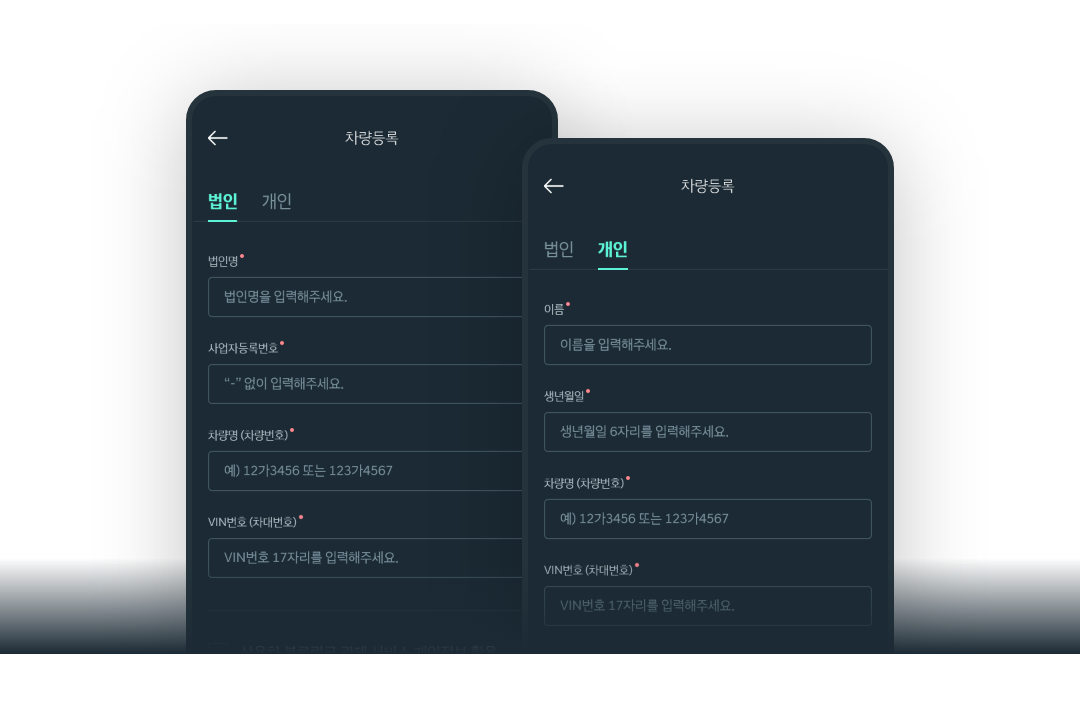 차량등록
법인 개인
법인명
법인명을 입력해주세요.
사업자등록번호
“-” 없이 입력해주세요.
차량명 (차량번호)
예) 12가3456 또는 123가4567
VIN번호 (차대번호)
VIN번호 17자리를 입력해주세요.
차량등록
법인 개인
이름
이름을 입력해주세요.
생년월일
생년월일 6자리를 입력해주세요.
차량명 (차량번호)
예) 12가3456 또는 123가4567
VIN번호 (차대번호)
VIN번호 17자리를 입력해주세요.